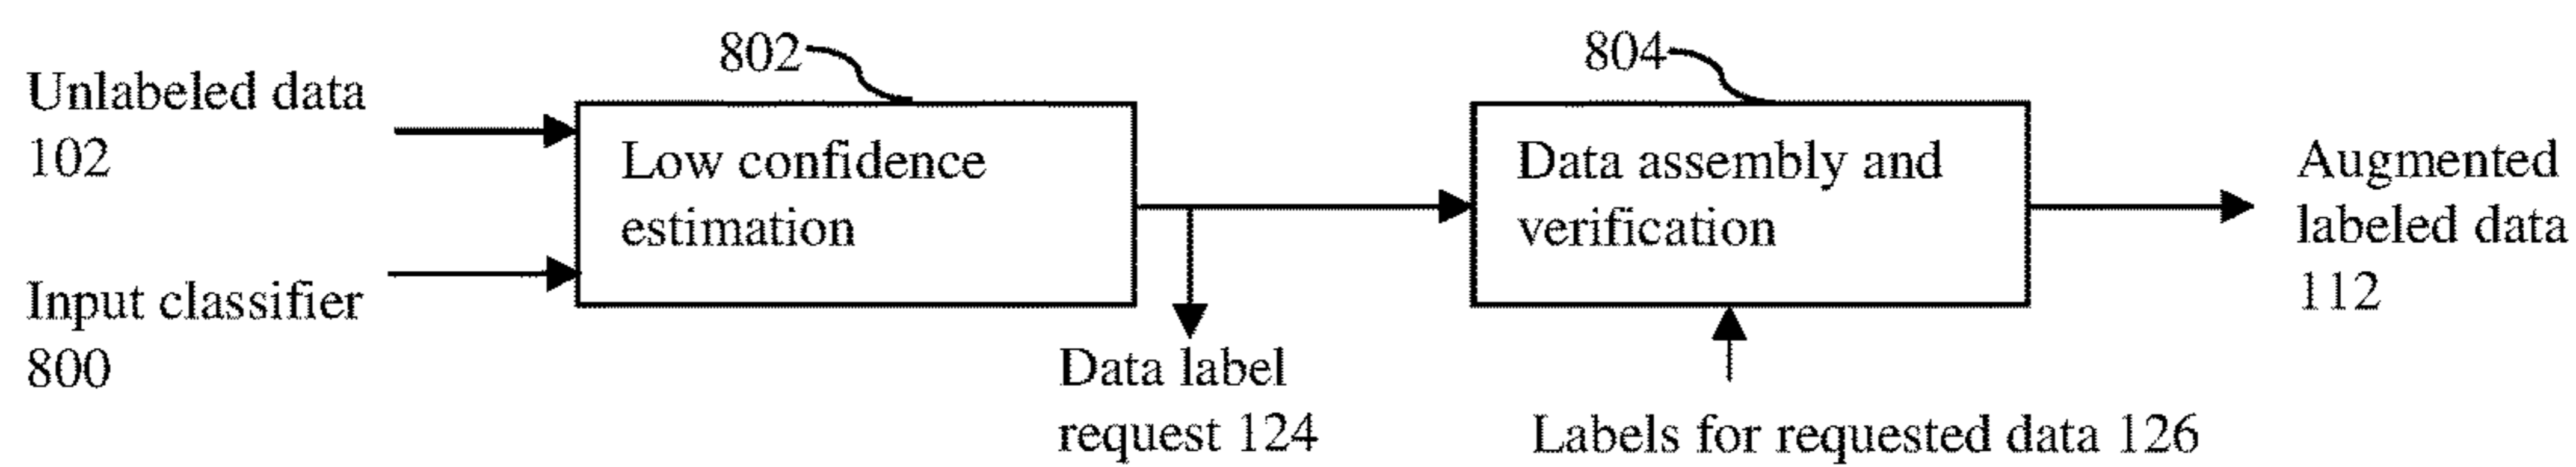 802
804
Unlabeled data
102
Input classifier
800
Low confidence
estimation
Data label
request 124
Data assembly and
verification
Labels for requested data 126
Augmented
labeled data
112